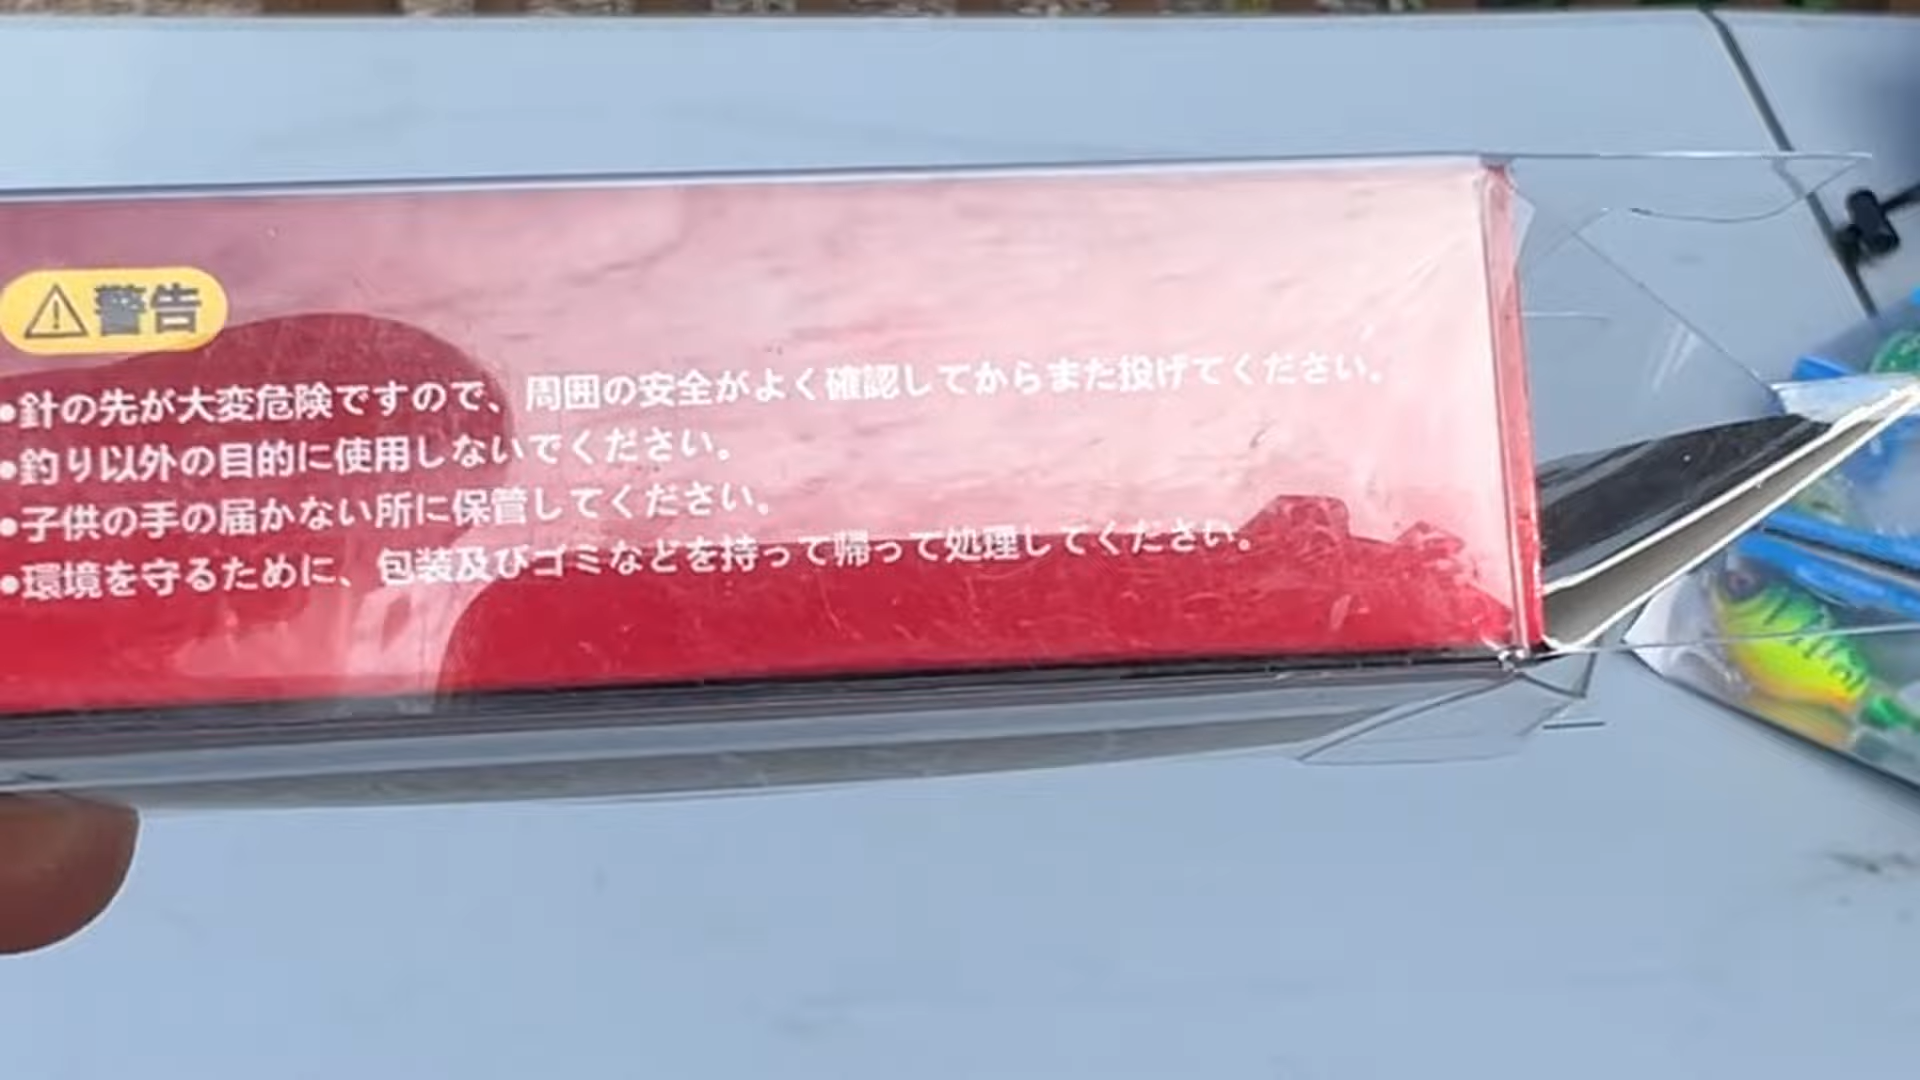 ⚠警告
•針の先が大変危険ですので、周囲の安全がよく確認してからまた投げてください。
•釣り以外の目的に使用しないでください。
•子供の手の届かない所に保管してください。
•環境を守るために、包装及びゴミなどを持って帰って処理してください。